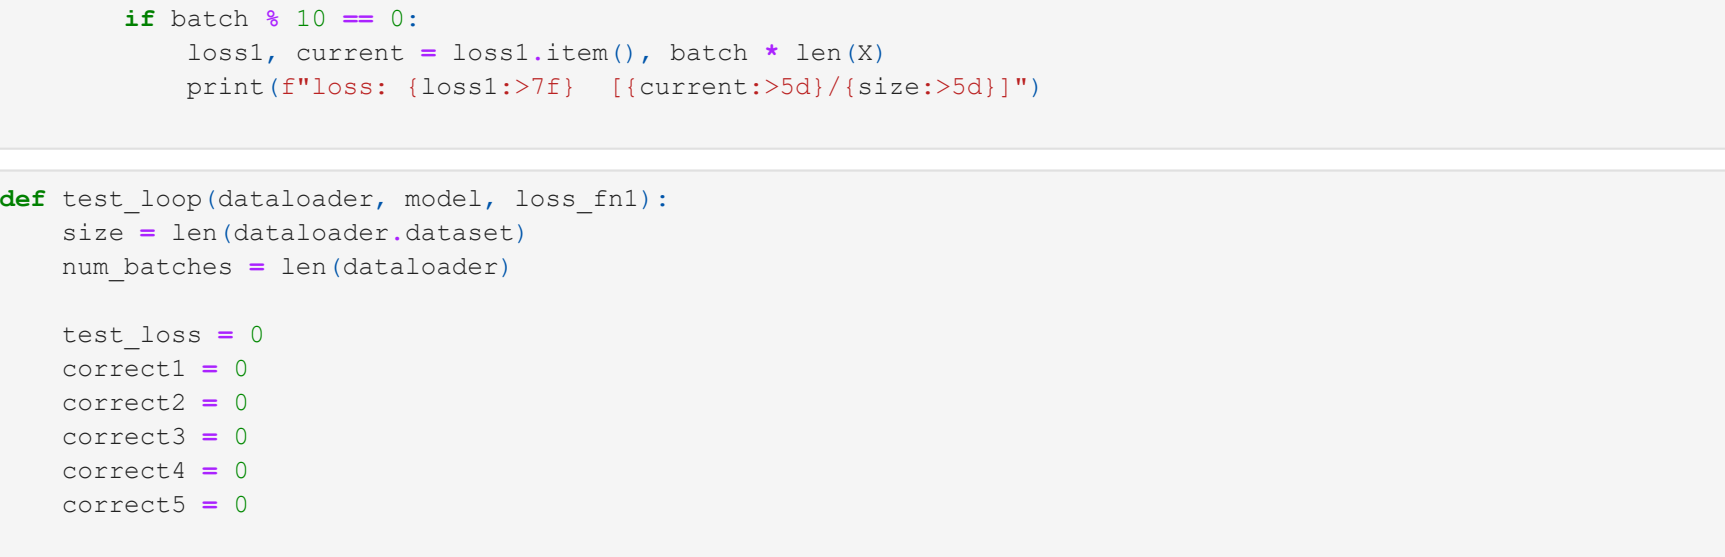 if batch % 10 == 0:
loss1, current = loss1.item(), batch * len(X)
print(f"loss: {loss1:>7f}  [{current:>5d}/{size:>5d}]")
def test_loop(dataloader, model, loss_fn1):
size = len(dataloader.dataset)
num_batches = len(dataloader)
test_loss = 0
correct1 = 0
correct2 = 0
correct3 = 0
correct4 = 0
correct5 = 0